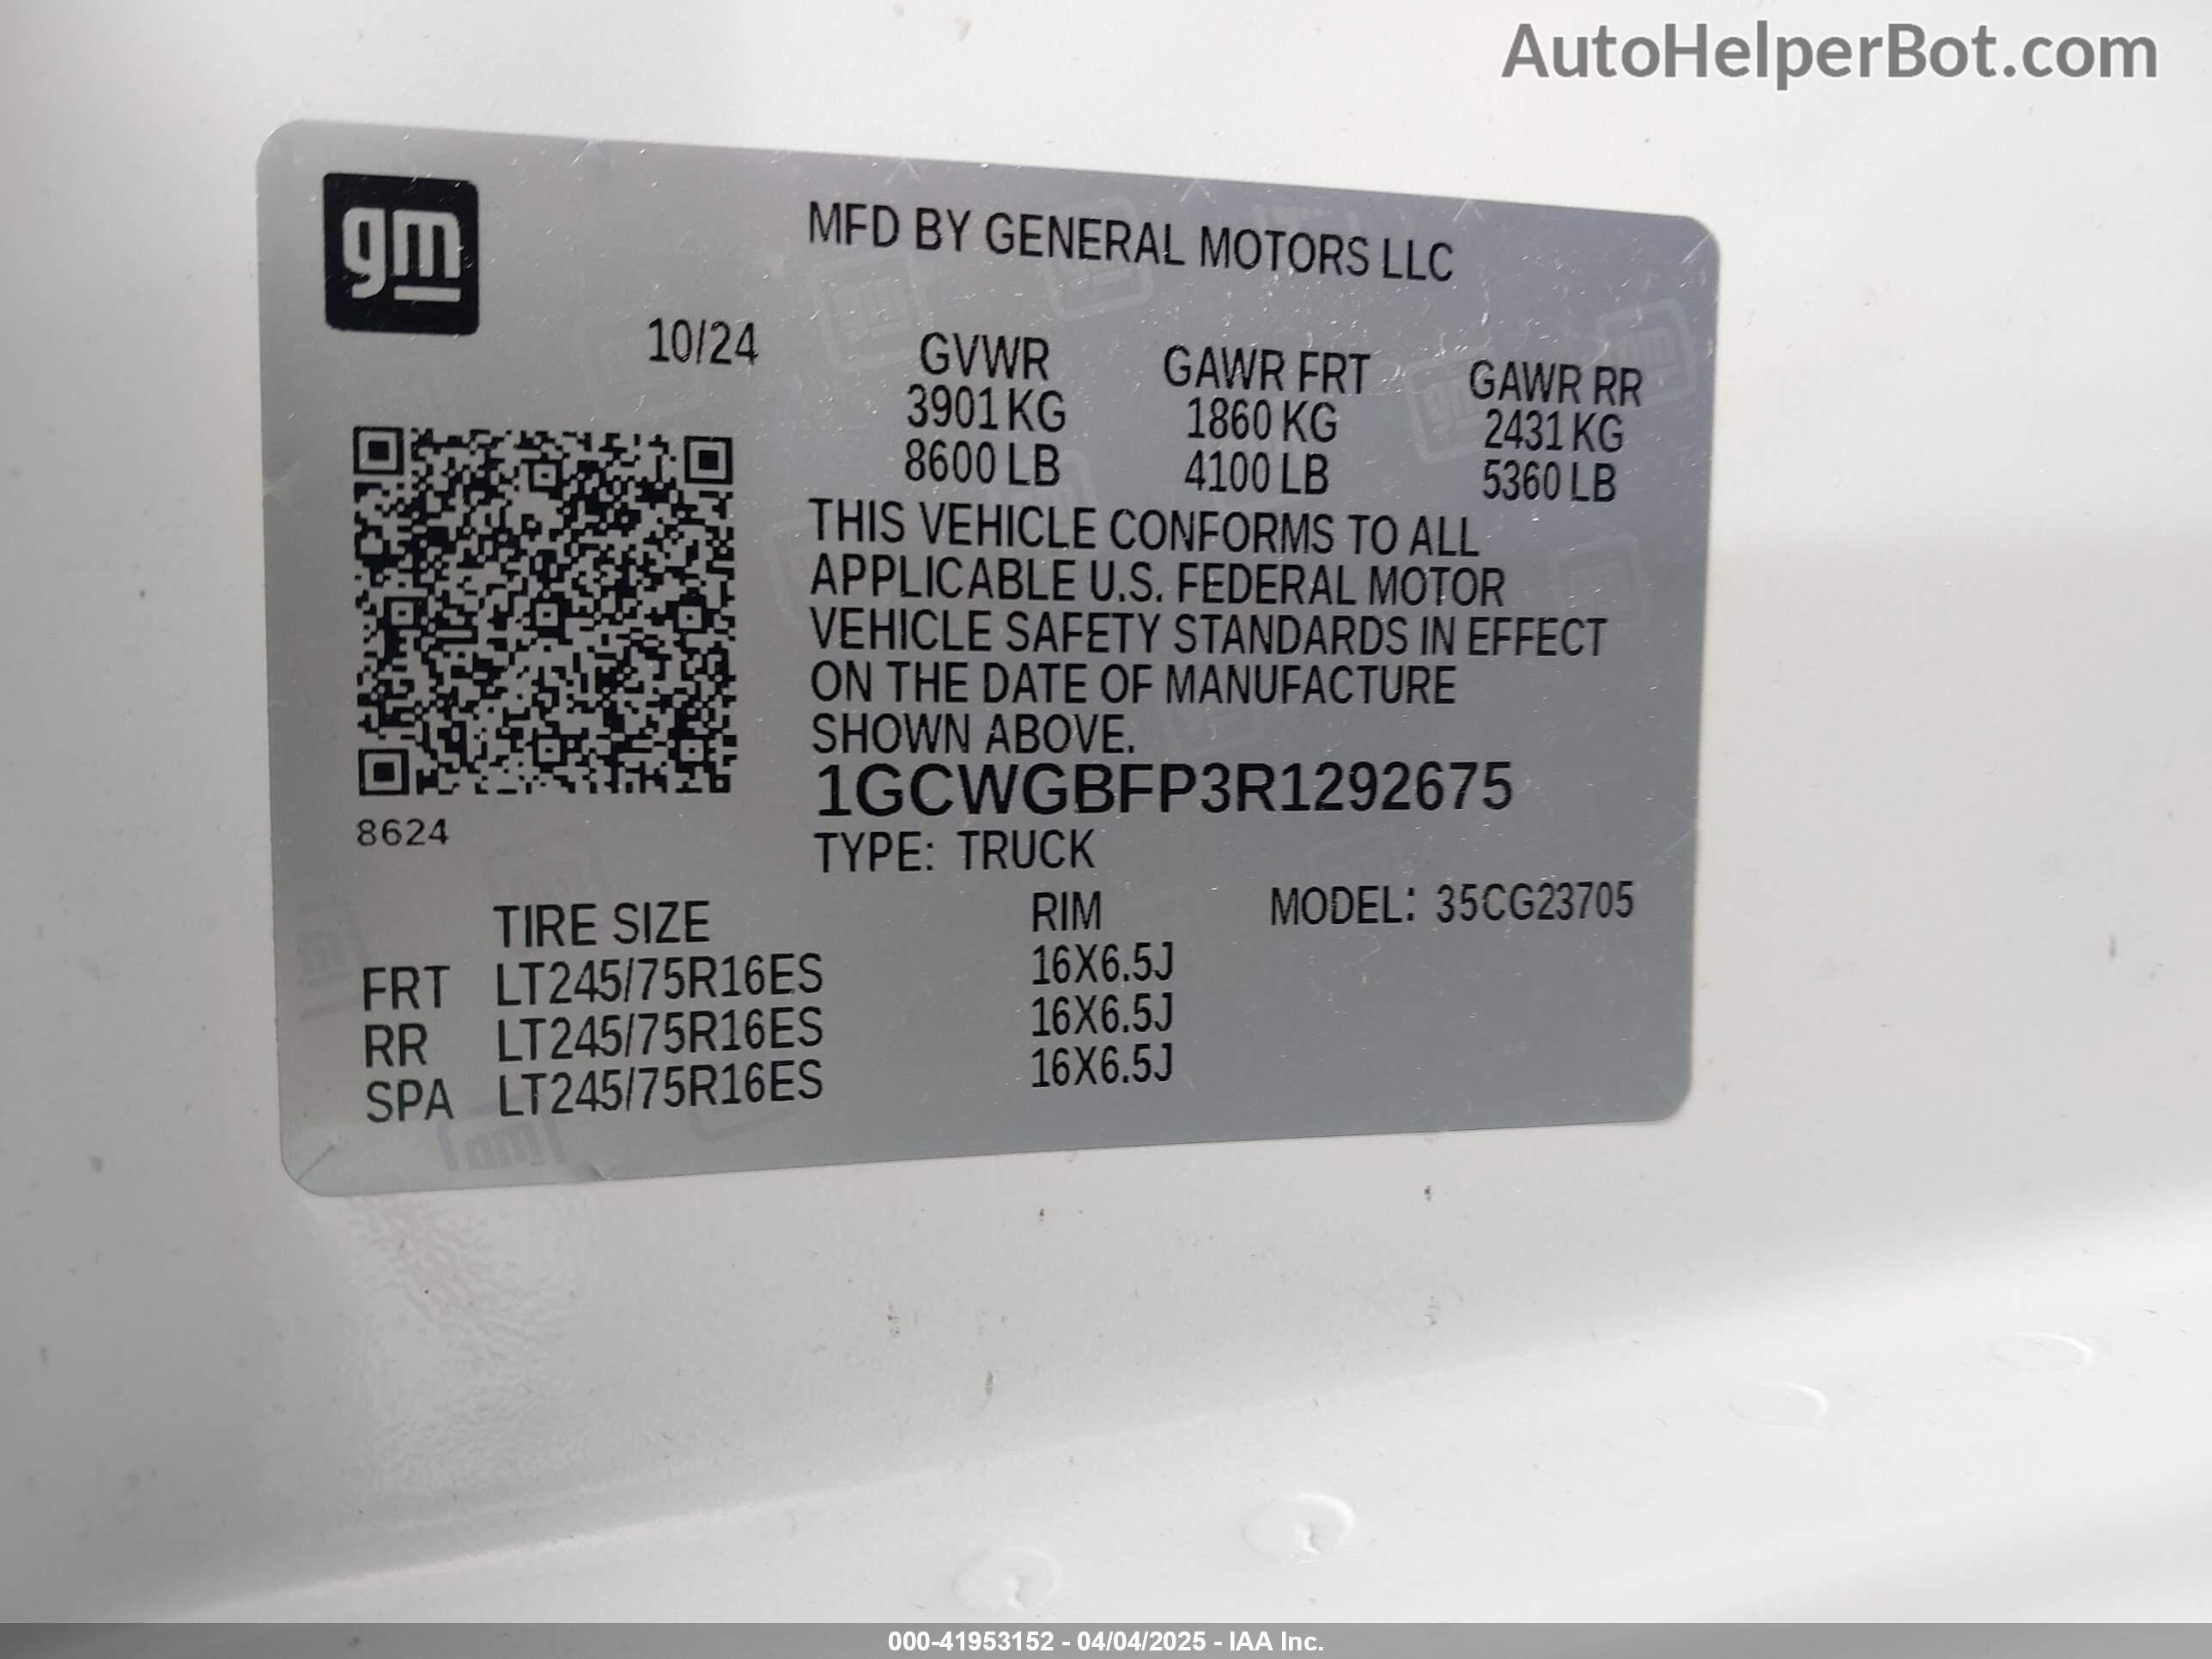 AutoHelperBot.com
gm
MFD BY GENERAL MOTORS LLC
10/24
GVWR GAWR FRT GAWR RR
3901 KG 1860 KG 2431 KG
8600 LB 4100 LB 5360 LB
THIS VEHICLE CONFORMS TO ALL
APPLICABLE U.S. FEDERAL MOTOR
VEHICLE SAFETY STANDARDS IN EFFECT
ON THE DATE OF MANUFACTURE
SHOWN ABOVE.
1GCWGBFP3R1292675
8624
TYPE: TRUCK
TIRE SIZE RIM MODEL: 35CG23705
FRT LT245/75R16ES 16X6.5J
RR LT245/75R16ES 16X6.5J
SPA LT245/75R16ES 16X6.5J
000-41953152 - 04/04/2025 - IAA Inc.